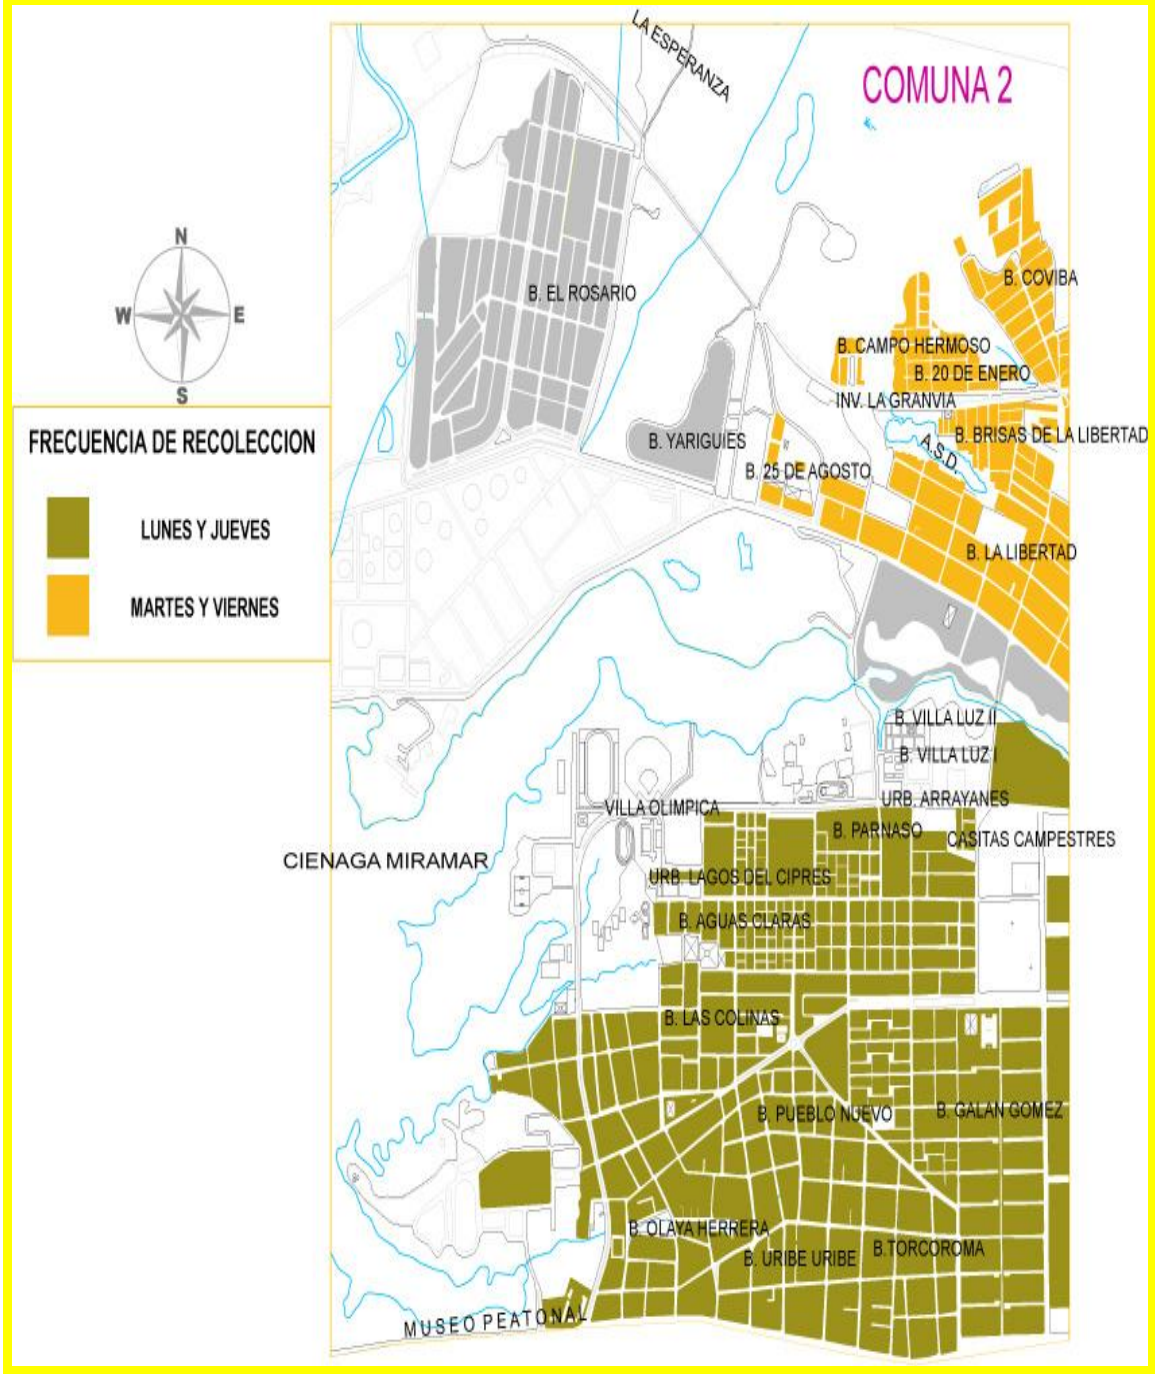 LA ESPERANZA
COMUNA 2
N
W
E
S
B. COVIBA
B. EL ROSARIO
B. CAMPO HERMOSO
B. 20 DE ENERO
INV. LA GRANVIA
FRECUENCIA DE RECOLECCION
B. YARIGUIES
B. BRISAS DE LA LIBERTAD
A.S.D.
B. 25 DE AGOSTO
LUNES Y JUEVES
B. LA LIBERTAD
MARTES Y VIERNES
B. VILLA LUZ II
B. VILLA LUZ I
URB. ARRAYANES
VILLA OLIMPICA
B. PARNASO
CASITAS CAMPESTRES
CIENAGA MIRAMAR
URB. LAGOS DEL CIPRES
B. AGUAS CLARAS
B. LAS COLINAS
B. PUEBLO NUEVO
B. GALAN GOMEZ
B. OLAYA HERRERA
B. URIBE URIBE
B.TORCOROMA
MUSEO PEATONAL